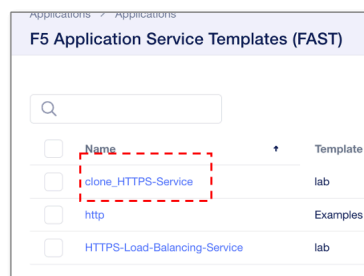 Applications > Applications
F5 Application Service Templates (FAST)
Name ↑ Template
clone_HTTPS-Service lab
http Examples
HTTPS-Load-Balancing-Service lab